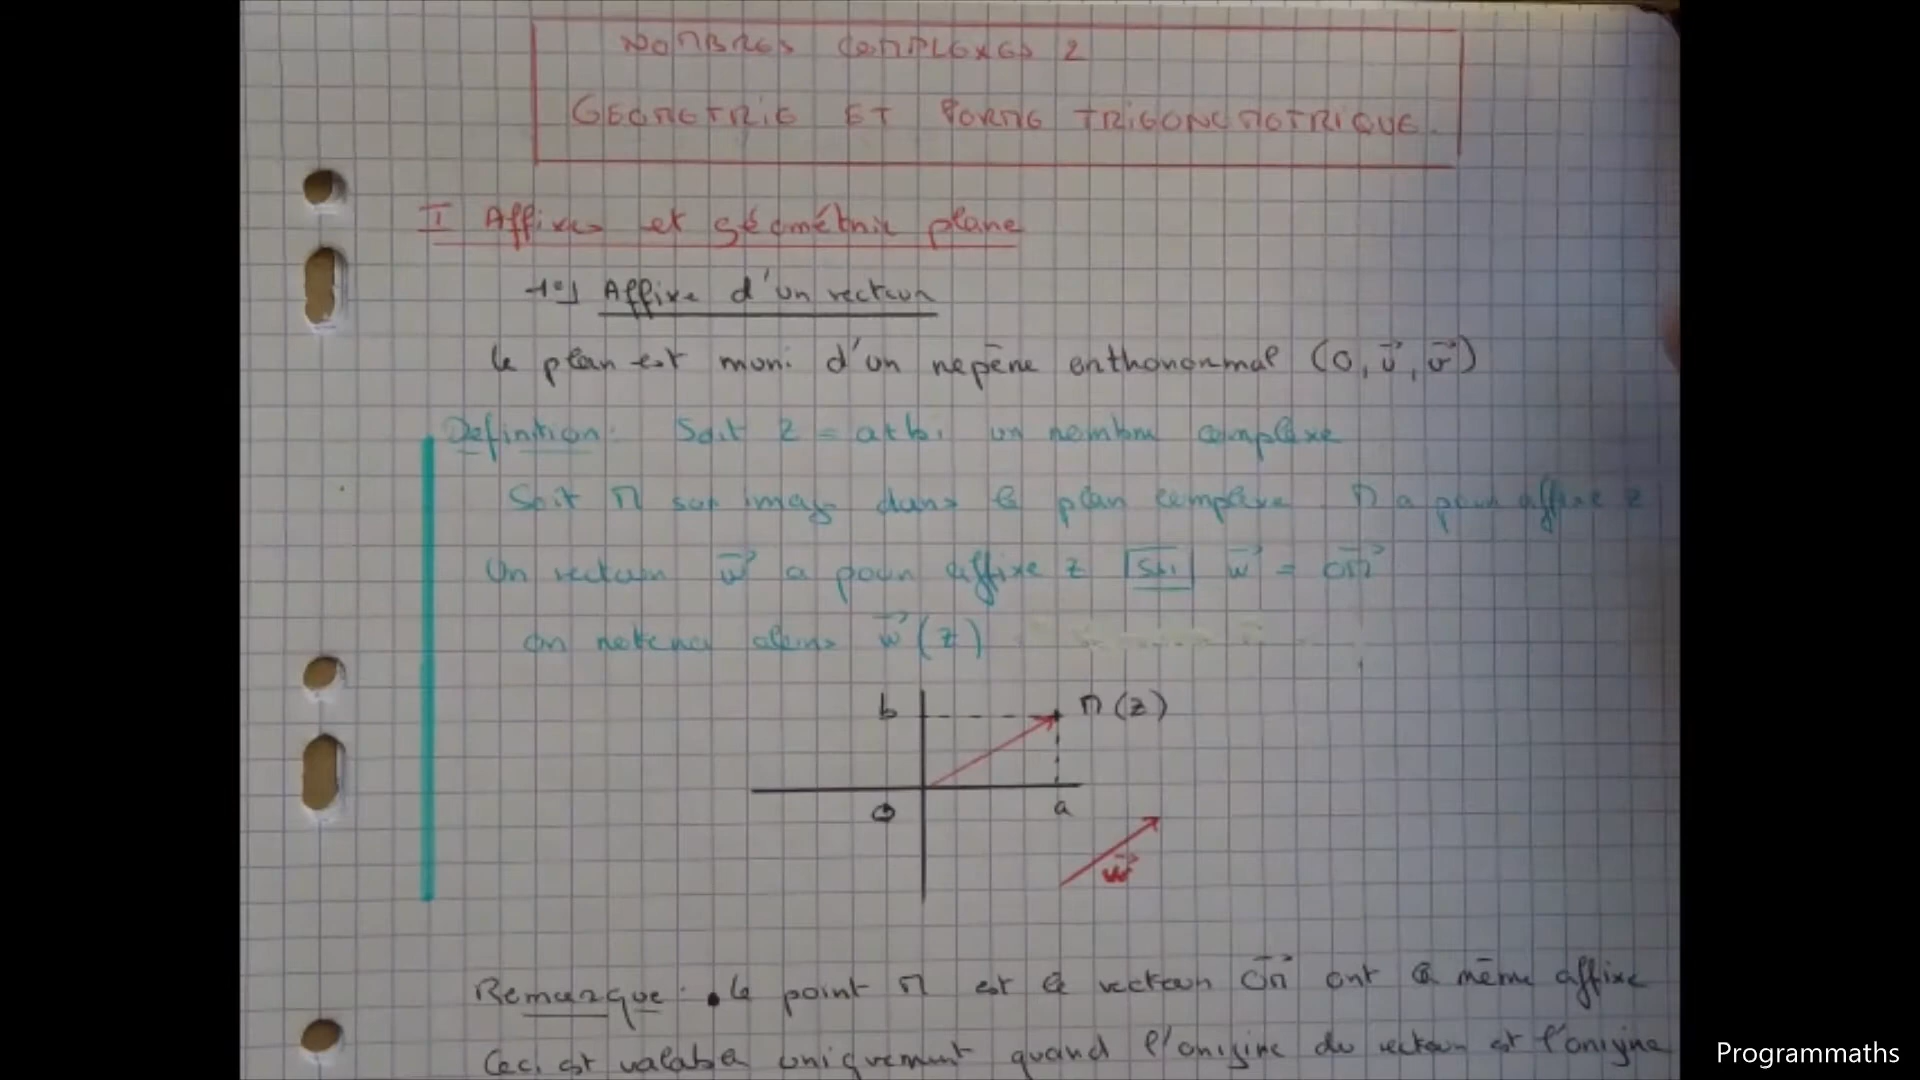 NOMBRES COMPLEXES 2
GEOMETRIE ET FORME TRIGONOMETRIQUE.
I Affixes et géométrie plane
1°) Affixe d'un vecteur
le plan est muni d'un repère orthonormal (O, u, v)
Definition : Soit z = a+bi un nombre complexe
Soit M son image dans le plan complexe M a pour affixe z
Un vecteur w a pour affixe z ssi w = OM
on notera alors w (z)
b M (z)
O a
w
Remarque : • le point M et le vecteur OM ont la même affixe
Ceci est valable uniquement quand l'origine du vecteur est l'origine
Programmaths